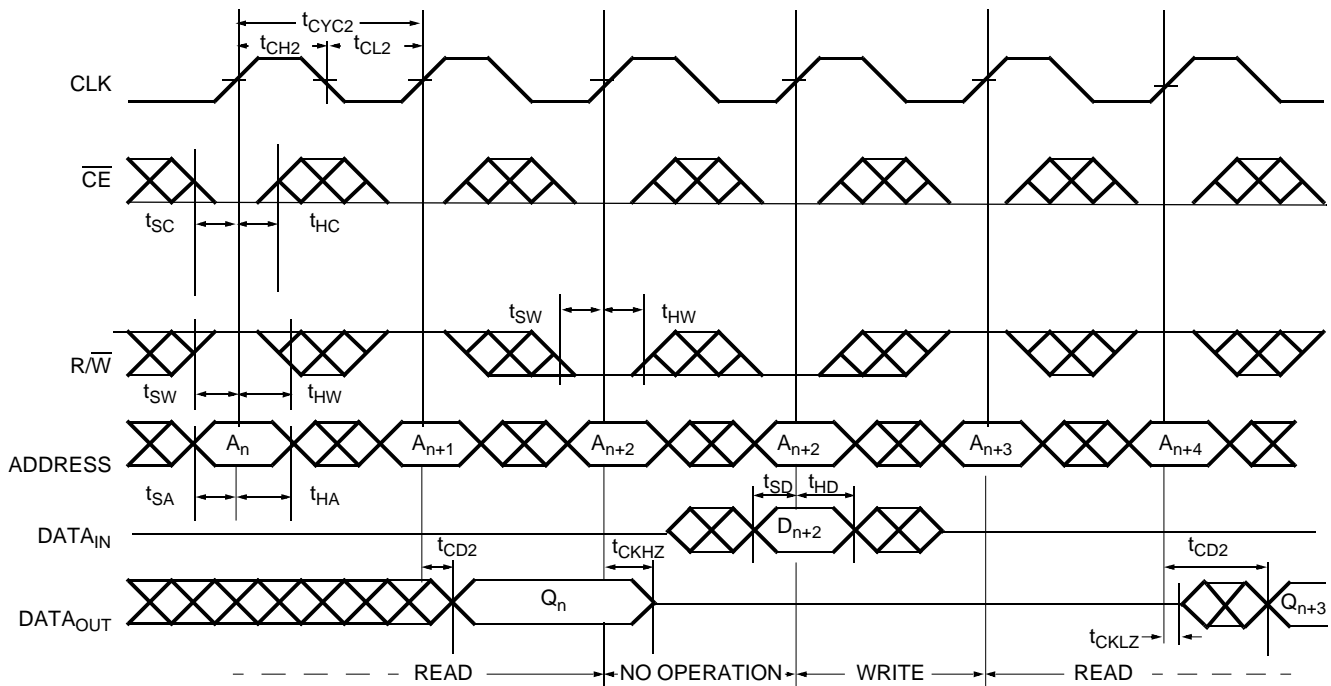 tCYC2
tCH2 tCL2
CLK
CE
tSC tHC
tSW tHW
R/W
tSW tHW
An An+1 An+2 An+2 An+3 An+4
ADDRESS
tSA tHA tSD tHD
Dn+2
DATAIN
tCD2 tCKHZ tCD2
Qn Qn+3
DATAOUT
tCKLZ
READ NO OPERATION WRITE READ